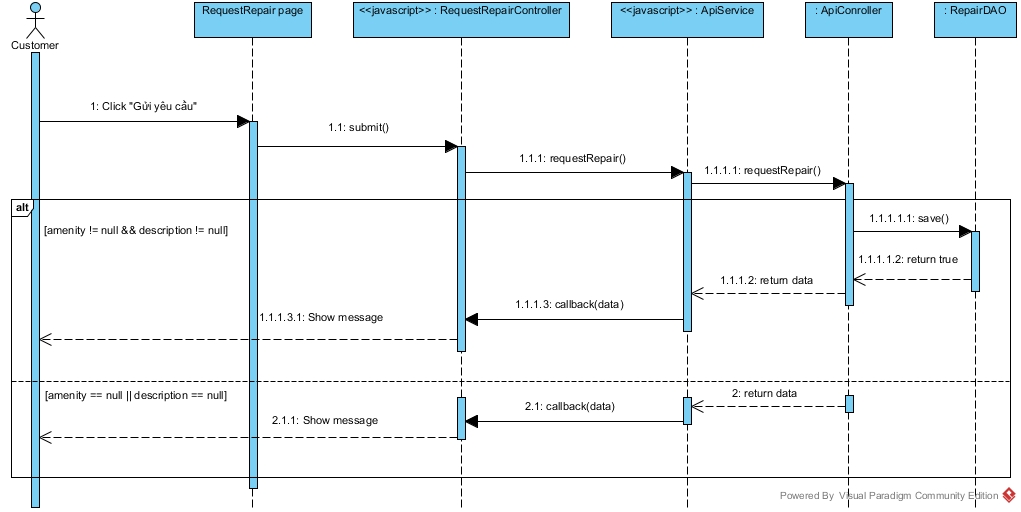 RequestRepair page
<<javascript>> : RequestRepairController
<<javascript>> : ApiService
: ApiConroller
: RepairDAO
Customer
1: Click "Gửi yêu cầu"
1.1: submit()
1.1.1: requestRepair()
1.1.1.1: requestRepair()
alt
[amenity != null && description != null]
1.1.1.1.1: save()
1.1.1.1.2: return true
1.1.1.2: return data
1.1.1.3: callback(data)
1.1.1.3.1: Show message
[amenity == null || description == null]
2: return data
2.1: callback(data)
2.1.1: Show message
Powered By Visual Paradigm Community Edition